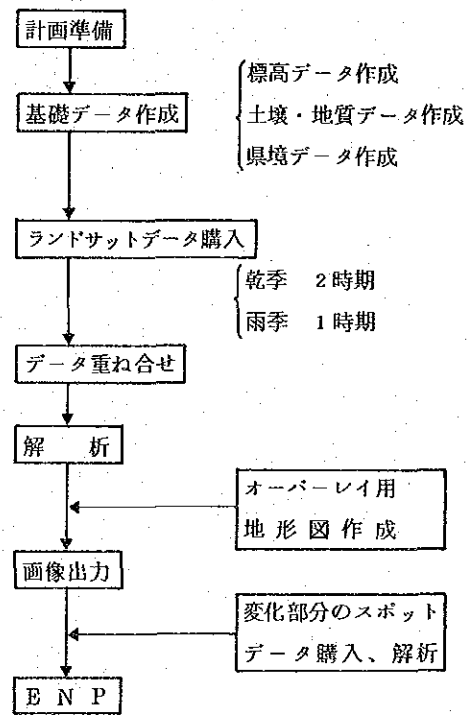 計画準備
基礎データ作成
標高データ作成
土壌・地質データ作成
県境データ作成
ランドサットデータ購入
乾季 2時期
雨季 1時期
データ重ね合せ
解析
オーバーレイ用
地形図作成
画像出力
変化部分のスポット
データ購入、解析
ENP